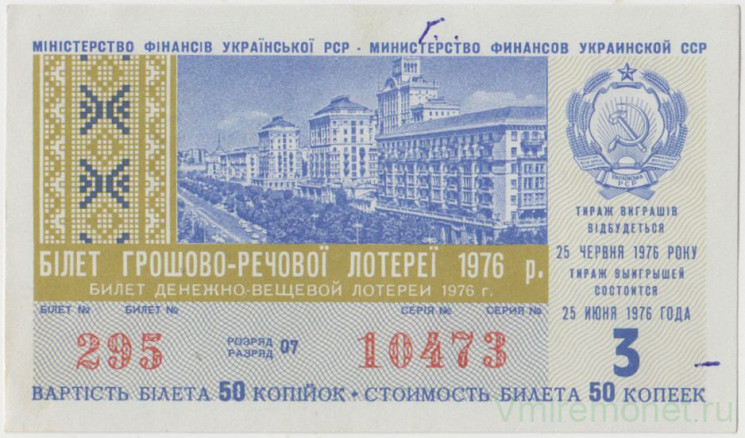 МІНІСТЕРСТВО ФІНАНСІВ УКРАЇНСЬКОЇ РСР - МИНИСТЕРСТВО ФИНАНСОВ УКРАИНСКОЙ ССР
ТИРАЖ ВИГРАШІВ
ВІДБУДЕТЬСЯ
25 ЧЕРВНЯ 1976 РОКУ
ТИРАЖ ВЫИГРЫШЕЙ
СОСТОИТСЯ
25 ИЮНЯ 1976 ГОДА
3
БІЛЕТ ГРОШОВО-РЕЧОВОЇ ЛОТЕРЕЇ 1976 р.
БИЛЕТ ДЕНЕЖНО-ВЕЩЕВОЙ ЛОТЕРЕИ 1976 г.
БІЛЕТ № БИЛЕТ № СЕРІЯ № СЕРИЯ №
295 РОЗРЯД РАЗРЯД 07 10473
ВАРТІСТЬ БІЛЕТА 50 КОПІЙОК • СТОИМОСТЬ БИЛЕТА 50 КОПЕЕК
Vmiremonet.ru